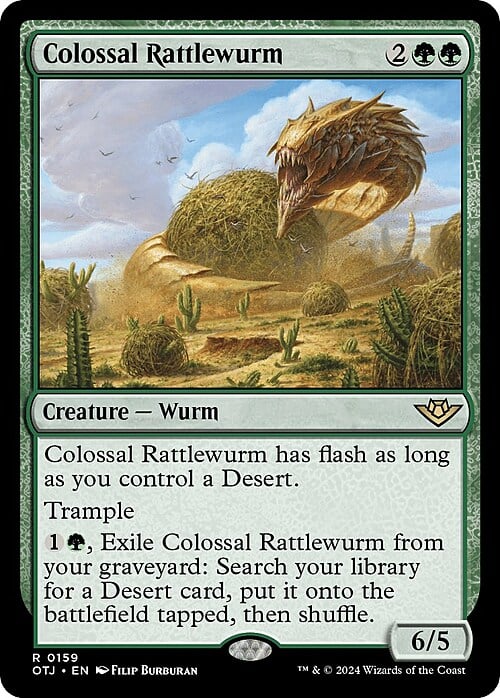 Colossal Rattlewurm 2
Creature — Wurm
Colossal Rattlewurm has flash as long
as you control a Desert.
Trample
1, Exile Colossal Rattlewurm from
your graveyard: Search your library
for a Desert card, put it onto the
battlefield tapped, then shuffle.
6/5
R 0159
OTJ • EN Filip Burburan
™ & © 2024 Wizards of the Coast